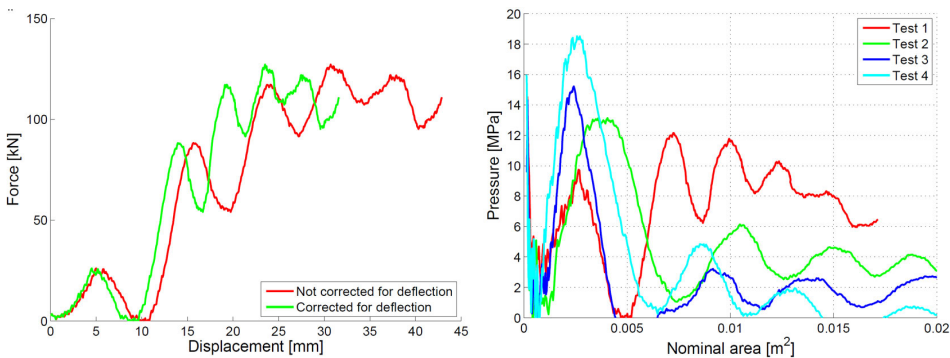 ..
150
100
50
0
Force [kN]
0 5 10 15 20 25 30 35 40 45
Displacement [mm]
Not corrected for deflection
Corrected for deflection
20
18
16
14
12
10
8
6
4
2
0
Pressure [MPa]
0 0.005 0.01 0.015 0.02
Nominal area [m²]
Test 1
Test 2
Test 3
Test 4